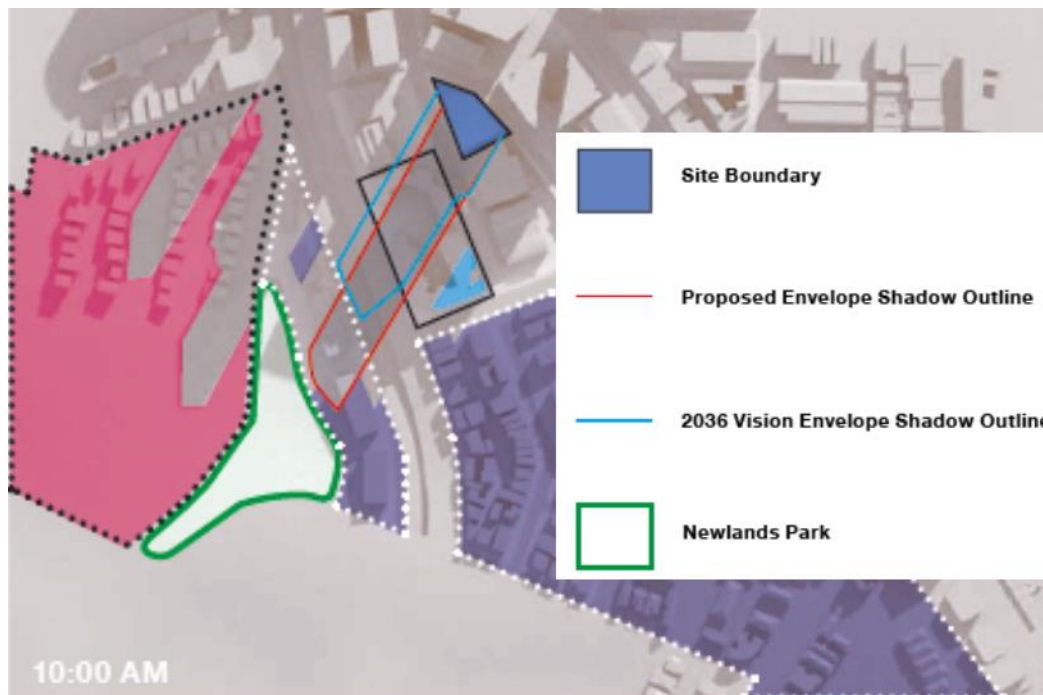 Site Boundary
Proposed Envelope Shadow Outline
2036 Vision Envelope Shadow Outline
Newlands Park
10:00 AM